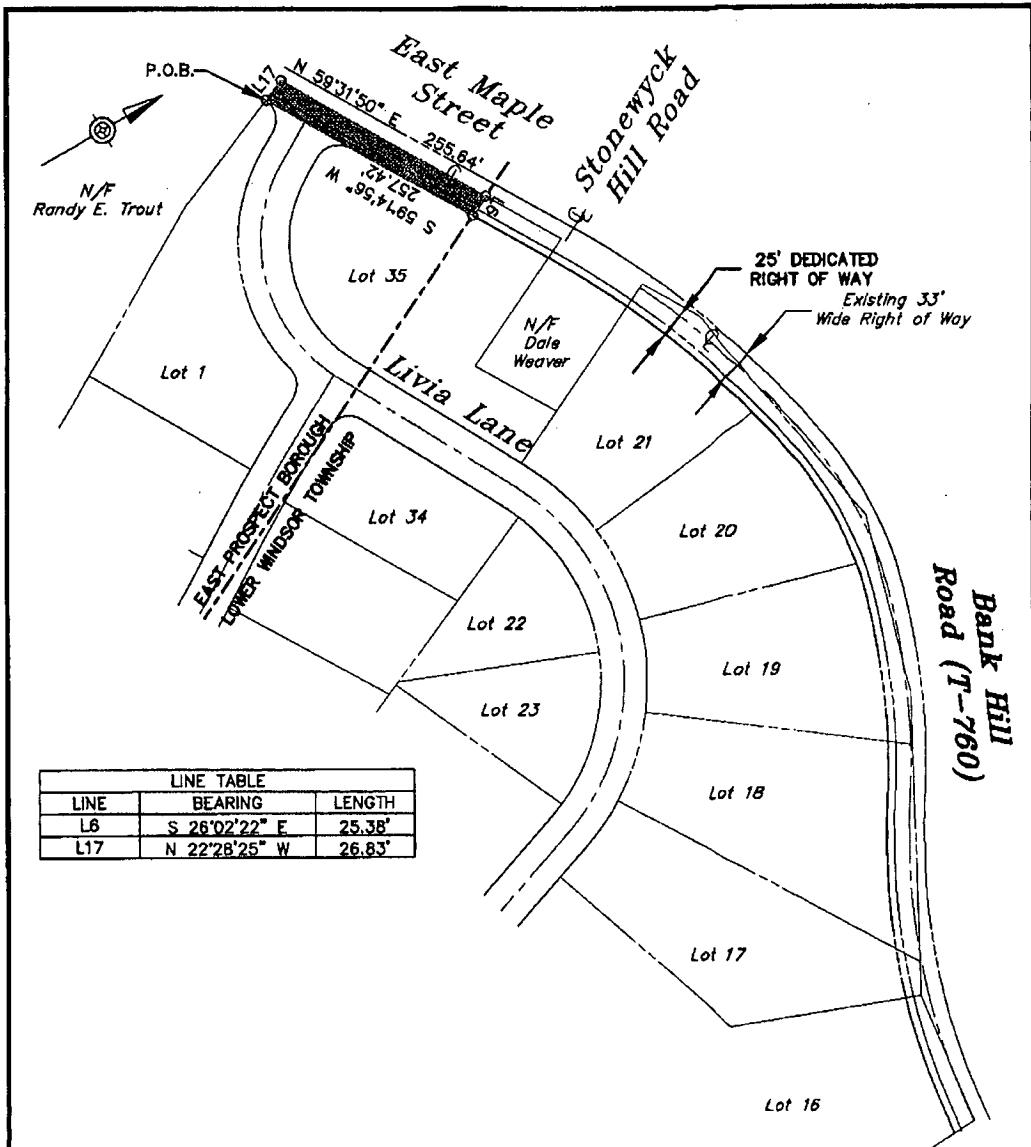 East Maple
Street
P.O.B.
L17
N 59°31'50" E 255.64'
S 59°14'56" W
257.42'
L6
Stonewyck
Hill Road
N/F
Randy E. Trout
25' DEDICATED
RIGHT OF WAY
Existing 33'
Wide Right of Way
Lot 35
N/F
Dale
Weaver
Lot 1
Livia Lane
Lot 21
EAST PROSPECT BOROUGH
LOWER WINDSOR TOWNSHIP
Lot 34
Lot 20
Bank Hill
Road (T-760)
Lot 22
Lot 19
Lot 23
Lot 18
LINE TABLE
LINE BEARING LENGTH
L6 S 26°02'22" E 25.38'
L17 N 22°28'25" W 26.83'
Lot 17
Lot 16